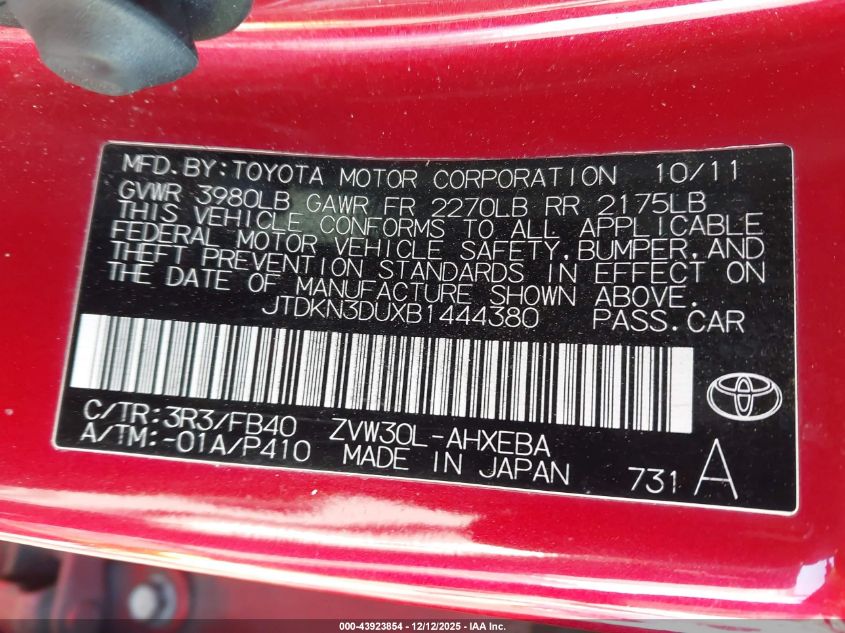 MFD.BY:TOYOTA MOTOR CORPORATION 10/11
GVWR 3980LB GAWR FR 2270LB RR 2175LB
THIS VEHICLE CONFORMS TO ALL APPLICABLE
FEDERAL MOTOR VEHICLE SAFETY,BUMPER,AND
THEFT PREVENTION STANDARDS IN EFFECT ON
THE DATE OF MANUFACTURE SHOWN ABOVE.
JTDKN3DUXB1444380 PASS.CAR
C/TR:3R3/FB40 ZVW30L-AHXEBA
A/TM:-01A/P410 MADE IN JAPAN 731 A
000-43923854 - 12/12/2025 - IAA Inc.